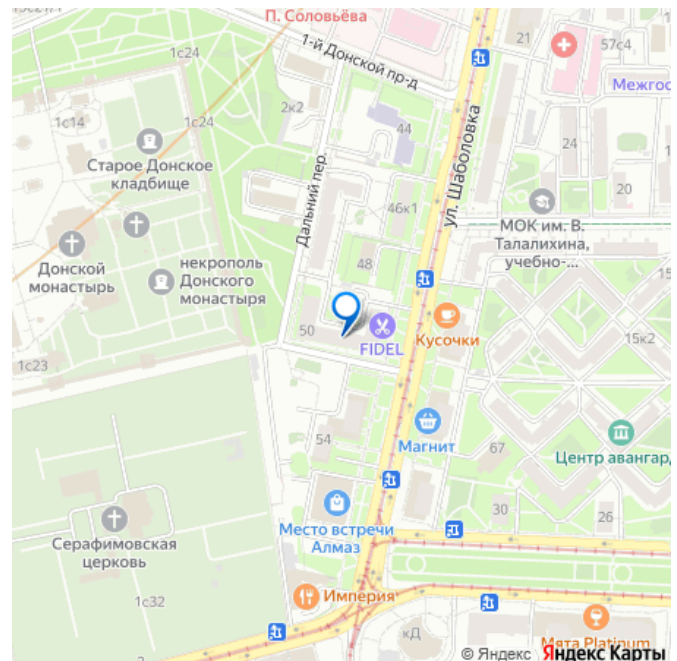 П. Соловьёва
1-й Донской пр-д
21
57с4
1с24
1с24
1с14
2к2
44
Межгос
24
Старое Донское
кладбище
ул. Шаболовка
20
46к1
Дальний пер.
МОК им. В.
Талалихина,
учебно-...
Донской
монастырь
некрополь
Донского
монастыря
48
50
FIDEL
Кусочки
15к2
1с23
54
Магнит
67
Центр авангард
30
26
Место встречи
Алмаз
Серафимовская
церковь
1с32
Империя
кД
Мята Platinum
© Яндекс Яндекс Карты